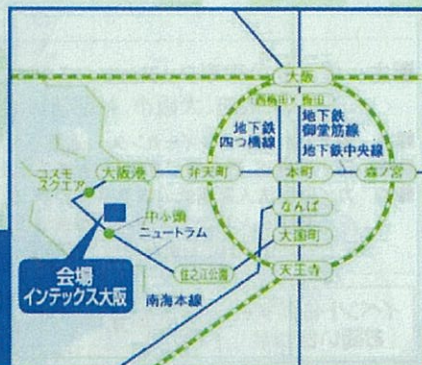 大阪
西梅田・梅田
地下鉄
四つ橋線
地下鉄
御堂筋線
地下鉄中央線
コスモ
スクエア
大阪港
弁天町
本町
森ノ宮
なんば
中ふ頭
ニュートラム
大国町
会場
インテックス大阪
住之江公園
天王寺
南海本線